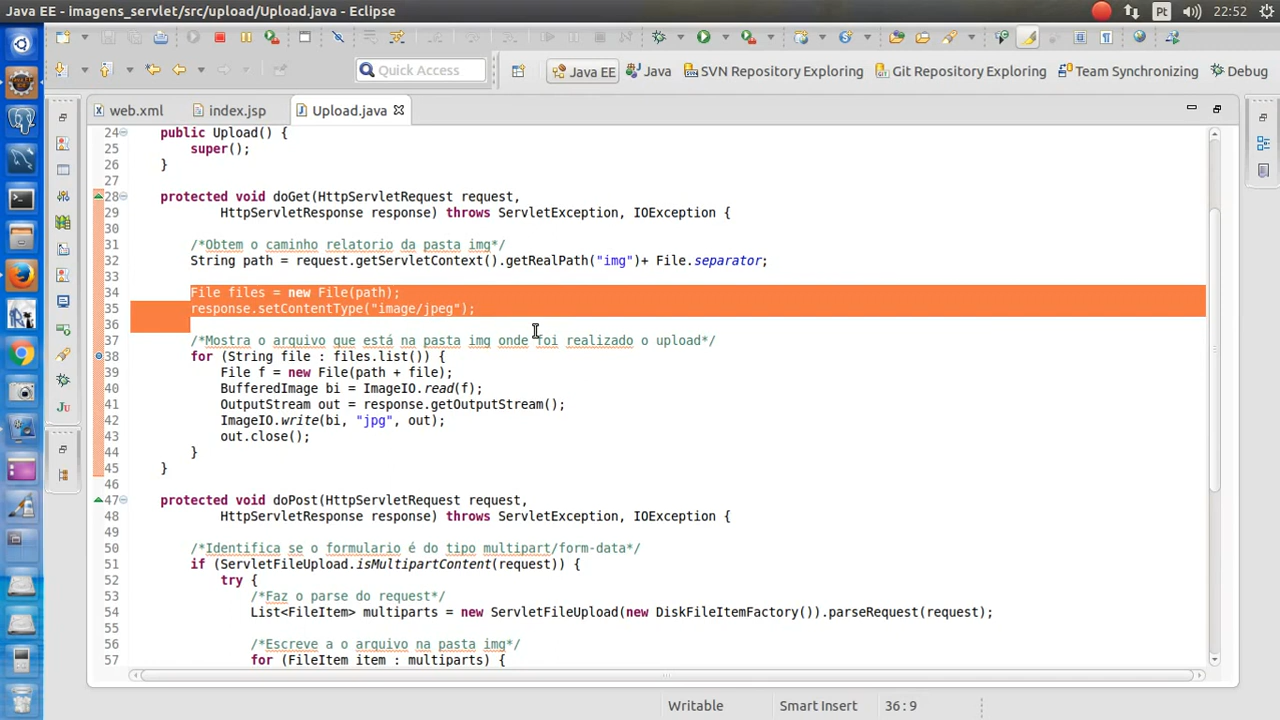 Java EE - imagens_servlet/src/upload/Upload.java - Eclipse
Pt
22:52
Quick Access
Java EE
Java
SVN Repository Exploring
Git Repository Exploring
Team Synchronizing
Debug
web.xml
index.jsp
Upload.java
24 public Upload() {
25 super();
26 }
27
28 protected void doGet(HttpServletRequest request,
29 HttpServletResponse response) throws ServletException, IOException {
30
31 /*Obtem o caminho relatorio da pasta img*/
32 String path = request.getServletContext().getRealPath("img")+ File.separator;
33
34 File files = new File(path);
35 response.setContentType("image/jpeg");
36
37 /*Mostra o arquivo que está na pasta img onde foi realizado o upload*/
38 for (String file : files.list()) {
39 File f = new File(path + file);
40 BufferedImage bi = ImageIO.read(f);
41 OutputStream out = response.getOutputStream();
42 ImageIO.write(bi, "jpg", out);
43 out.close();
44 }
45 }
46
47 protected void doPost(HttpServletRequest request,
48 HttpServletResponse response) throws ServletException, IOException {
49
50 /*Identifica se o formulario é do tipo multipart/form-data*/
51 if (ServletFileUpload.isMultipartContent(request)) {
52 try {
53 /*Faz o parse do request*/
54 List<FileItem> multiparts = new ServletFileUpload(new DiskFileItemFactory()).parseRequest(request);
55
56 /*Escreve a o arquivo na pasta img*/
57 for (FileItem item : multiparts) {
Ju
Writable
Smart Insert
36:9